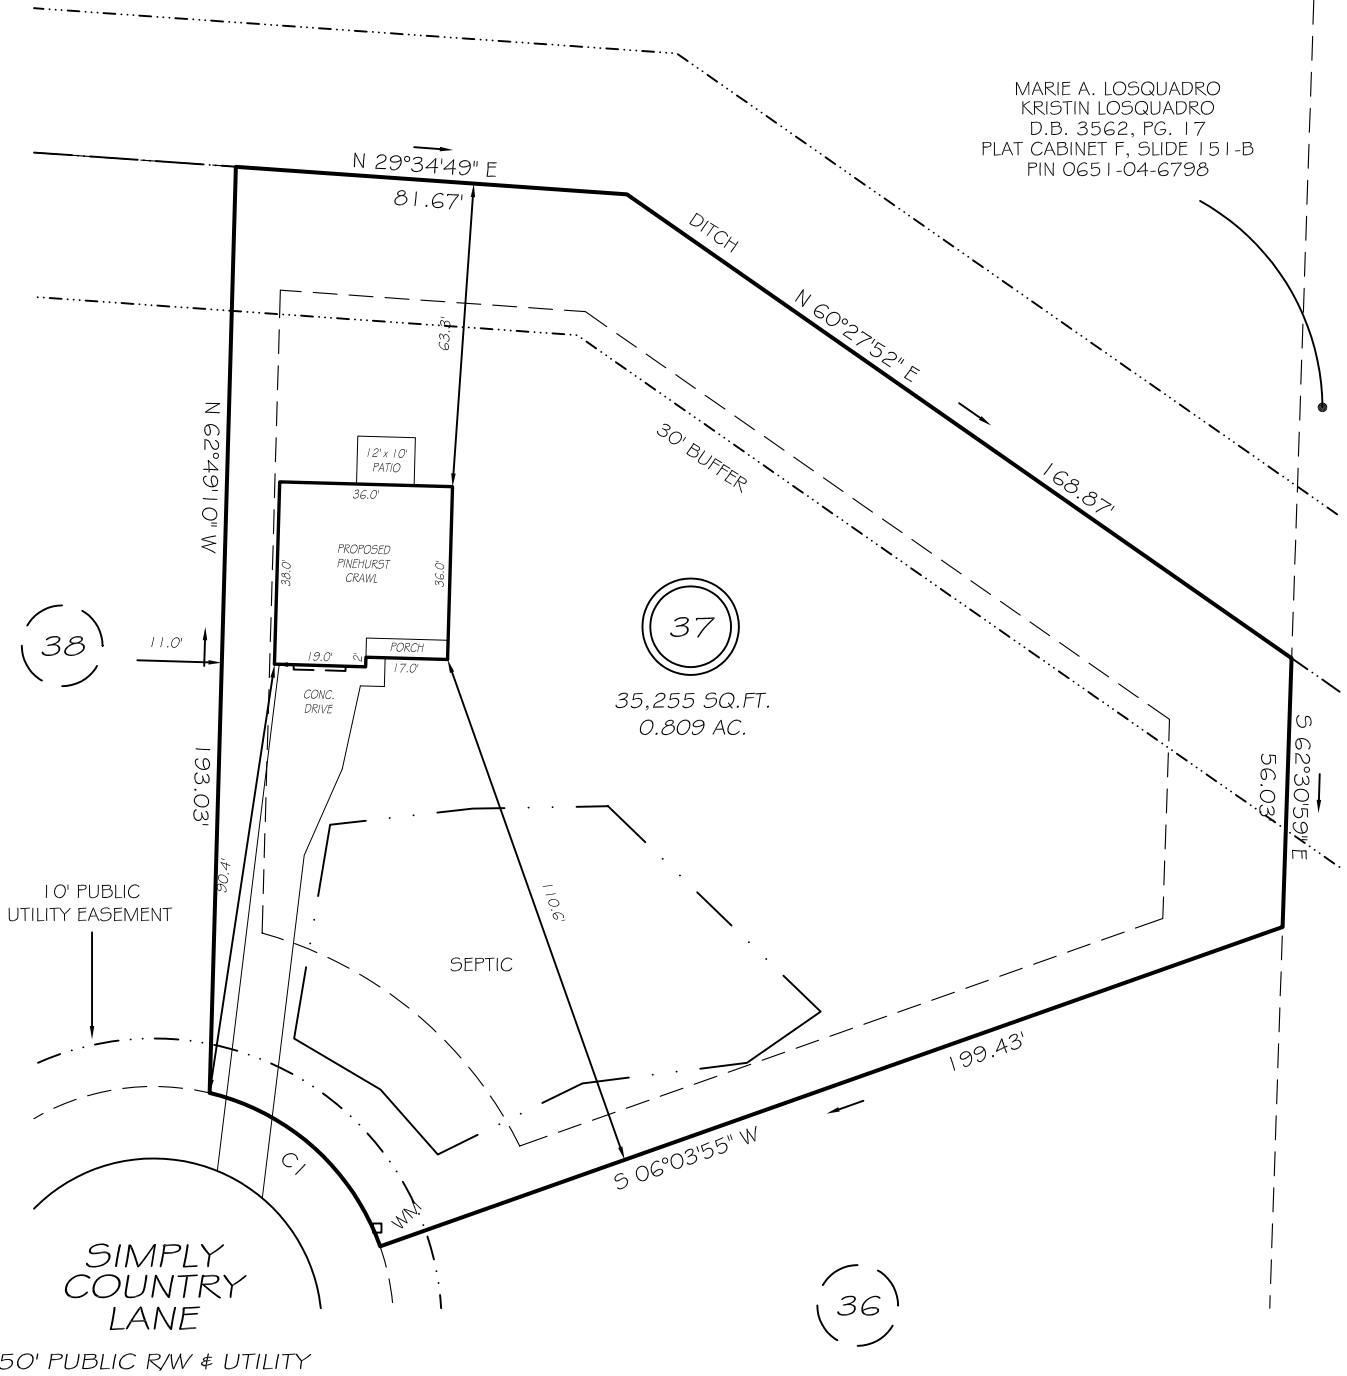 MARIE A. LOSQUADRO
KRISTIN LOSQUADRO
D.B. 3562, PG. 17
PLAT CABINET F, SLIDE 151-B
PIN 0651-04-6798
N 29°34'49" E
81.67'
DITCH
N 60°27'52" E
168.87'
30' BUFFER
63.3'
N 62°49'10" W
193.03'
12' x 10'
PATIO
36.0'
PROPOSED
PINEHURST
CRAWL
38.0'
36.0'
PORCH
19.0'
2'
17.0'
CONC.
DRIVE
38
11.0'
37
35,255 SQ.FT.
0.809 AC.
S 62°30'59" E
56.03'
90.4'
110.6'
10' PUBLIC
UTILITY EASEMENT
SEPTIC
199.43'
S 06°03'55" W
C1
WM
SIMPLY
COUNTRY
LANE
50' PUBLIC R/W & UTILITY
36